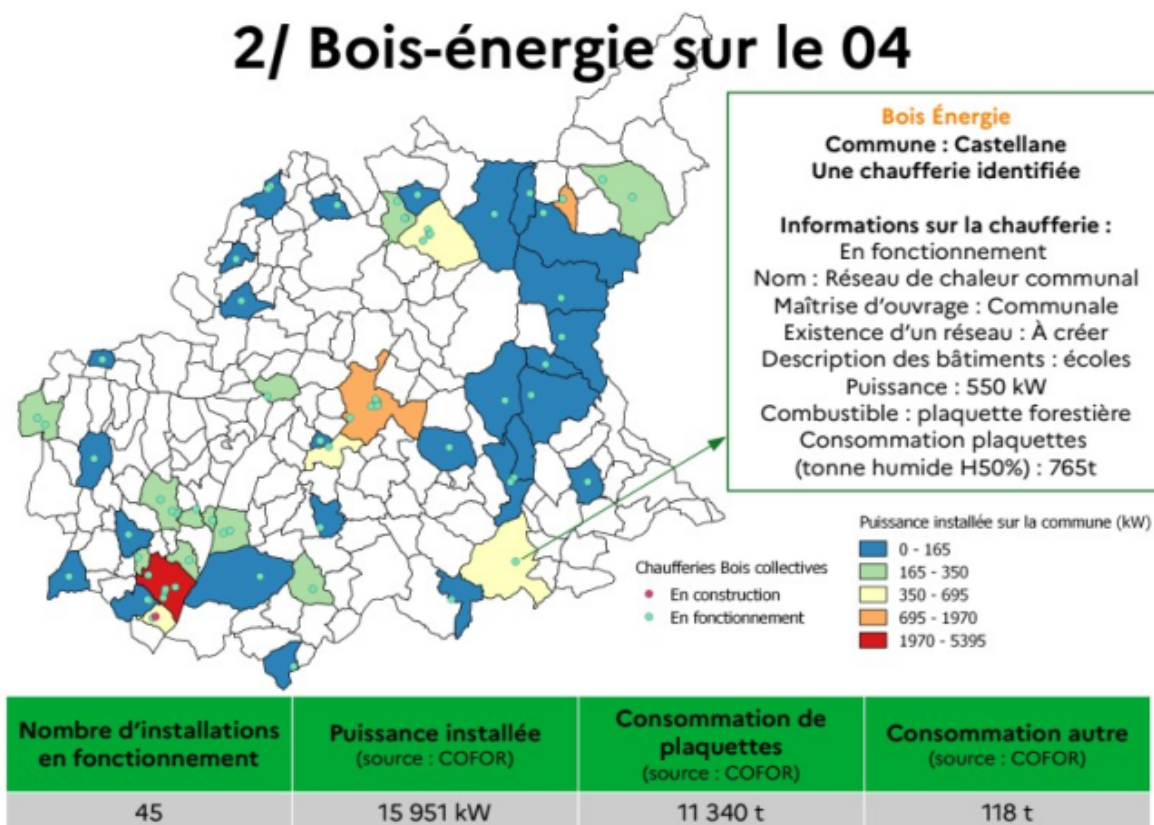 2/ Bois-énergie sur le 04
Bois Énergie
Commune : Castellane
Une chaufferie identifiée
Informations sur la chaufferie :
En fonctionnement
Nom : Réseau de chaleur communal
Maîtrise d'ouvrage : Communale
Existence d'un réseau : À créer
Description des bâtiments : écoles
Puissance : 550 kW
Combustible : plaquette forestière
Consommation plaquettes
(tonne humide H50%) : 765t
Chaufferies Bois collectives
En construction
En fonctionnement
Puissance installée sur la commune (kW)
0 - 165
165 - 350
350 - 695
695 - 1970
1970 - 5395
Nombre d'installations
en fonctionnement
Puissance installée
(source : COFOR)
Consommation de
plaquettes
(source : COFOR)
Consommation autre
(source : COFOR)
45
15 951 kW
11 340 t
118 t